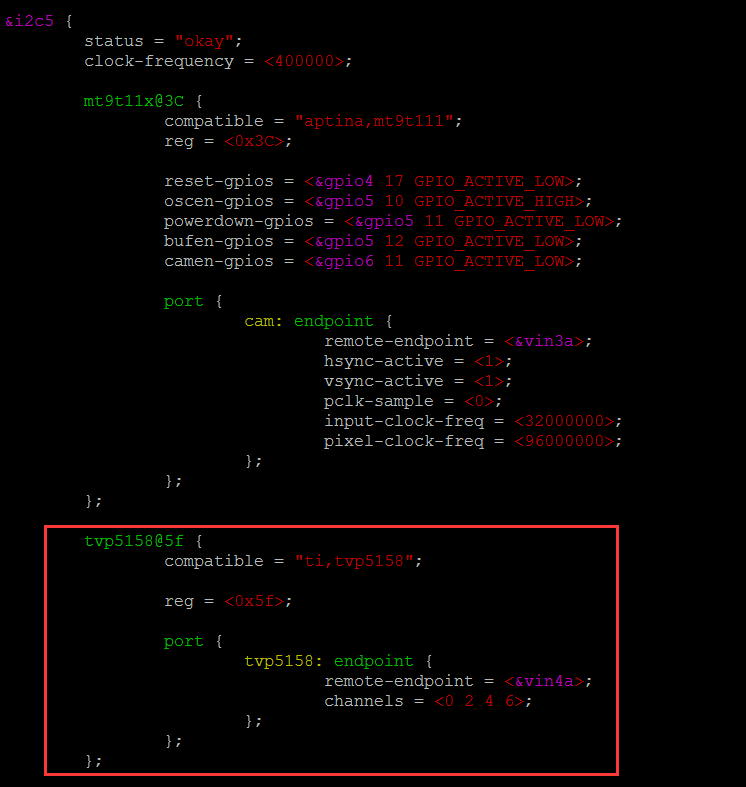 &i2c5 {
        status = "okay";
        clock-frequency = <400000>;

        mt9t11x@3C {
                compatible = "aptina,mt9t111";
                reg = <0x3C>;

                reset-gpios = <&gpio4 17 GPIO_ACTIVE_LOW>;
                oscen-gpios = <&gpio5 10 GPIO_ACTIVE_HIGH>;
                powerdown-gpios = <&gpio5 11 GPIO_ACTIVE_LOW>;
                bufen-gpios = <&gpio5 12 GPIO_ACTIVE_LOW>;
                camen-gpios = <&gpio6 11 GPIO_ACTIVE_LOW>;

                port {
                        cam: endpoint {
                                remote-endpoint = <&vin3a>;
                                hsync-active = <1>;
                                vsync-active = <1>;
                                pclk-sample = <0>;
                                input-clock-freq = <32000000>;
                                pixel-clock-freq = <96000000>;
                        };
                };
        };

        tvp5158@5f {
                compatible = "ti,tvp5158";

                reg = <0x5f>;

                port {
                        tvp5158: endpoint {
                                remote-endpoint = <&vin4a>;
                                channels = <0 2 4 6>;
                        };
                };
        };